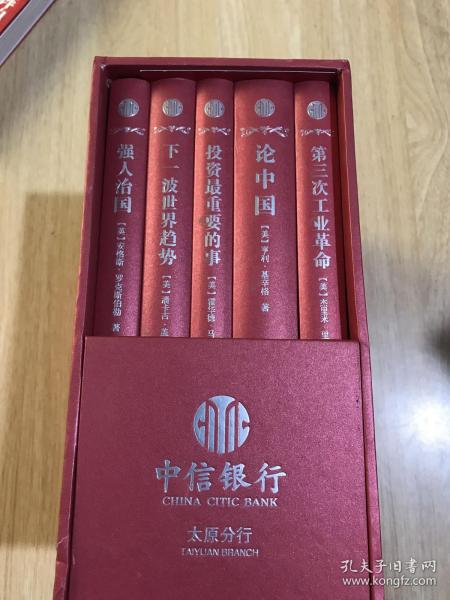 强人治国
【英】安格斯·罗克斯伯勒 著
下一波世界趋势
【美】潘卡吉·盖
投资最重要的事
【美】霍华德·马
论中国
【美】亨利·基辛格 著
第三次工业革命
【美】杰里米·里
中信银行
CHINA CITIC BANK
太原分行
TAIYUAN BRANCH
孔夫子旧书网
www.kongfz.com